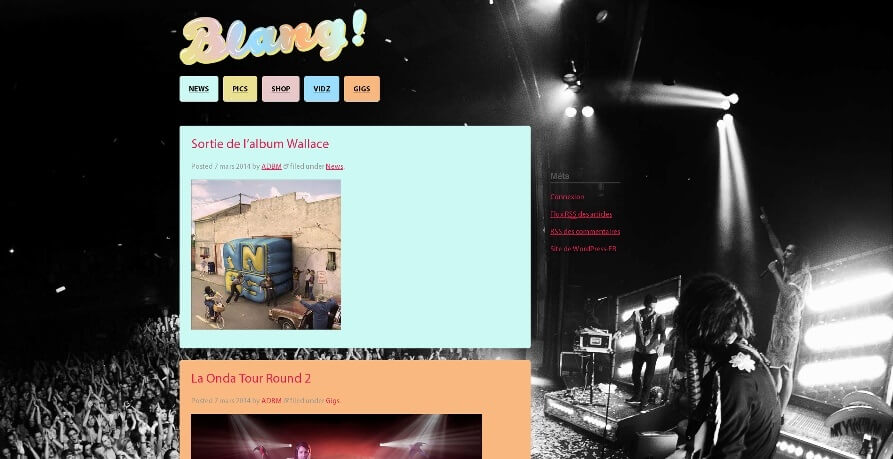 Blang!
NEWS PICS SHOP VIDZ GIGS
Sortie de l'album Wallace
Posted 7 mars 2014 by ADBM & filed under News.
Méta
Connexion
Flux RSS des articles
RSS des commentaires
Site de WordPress-FR
La Onda Tour Round 2
Posted 7 mars 2014 by ADBM & filed under Gigs.